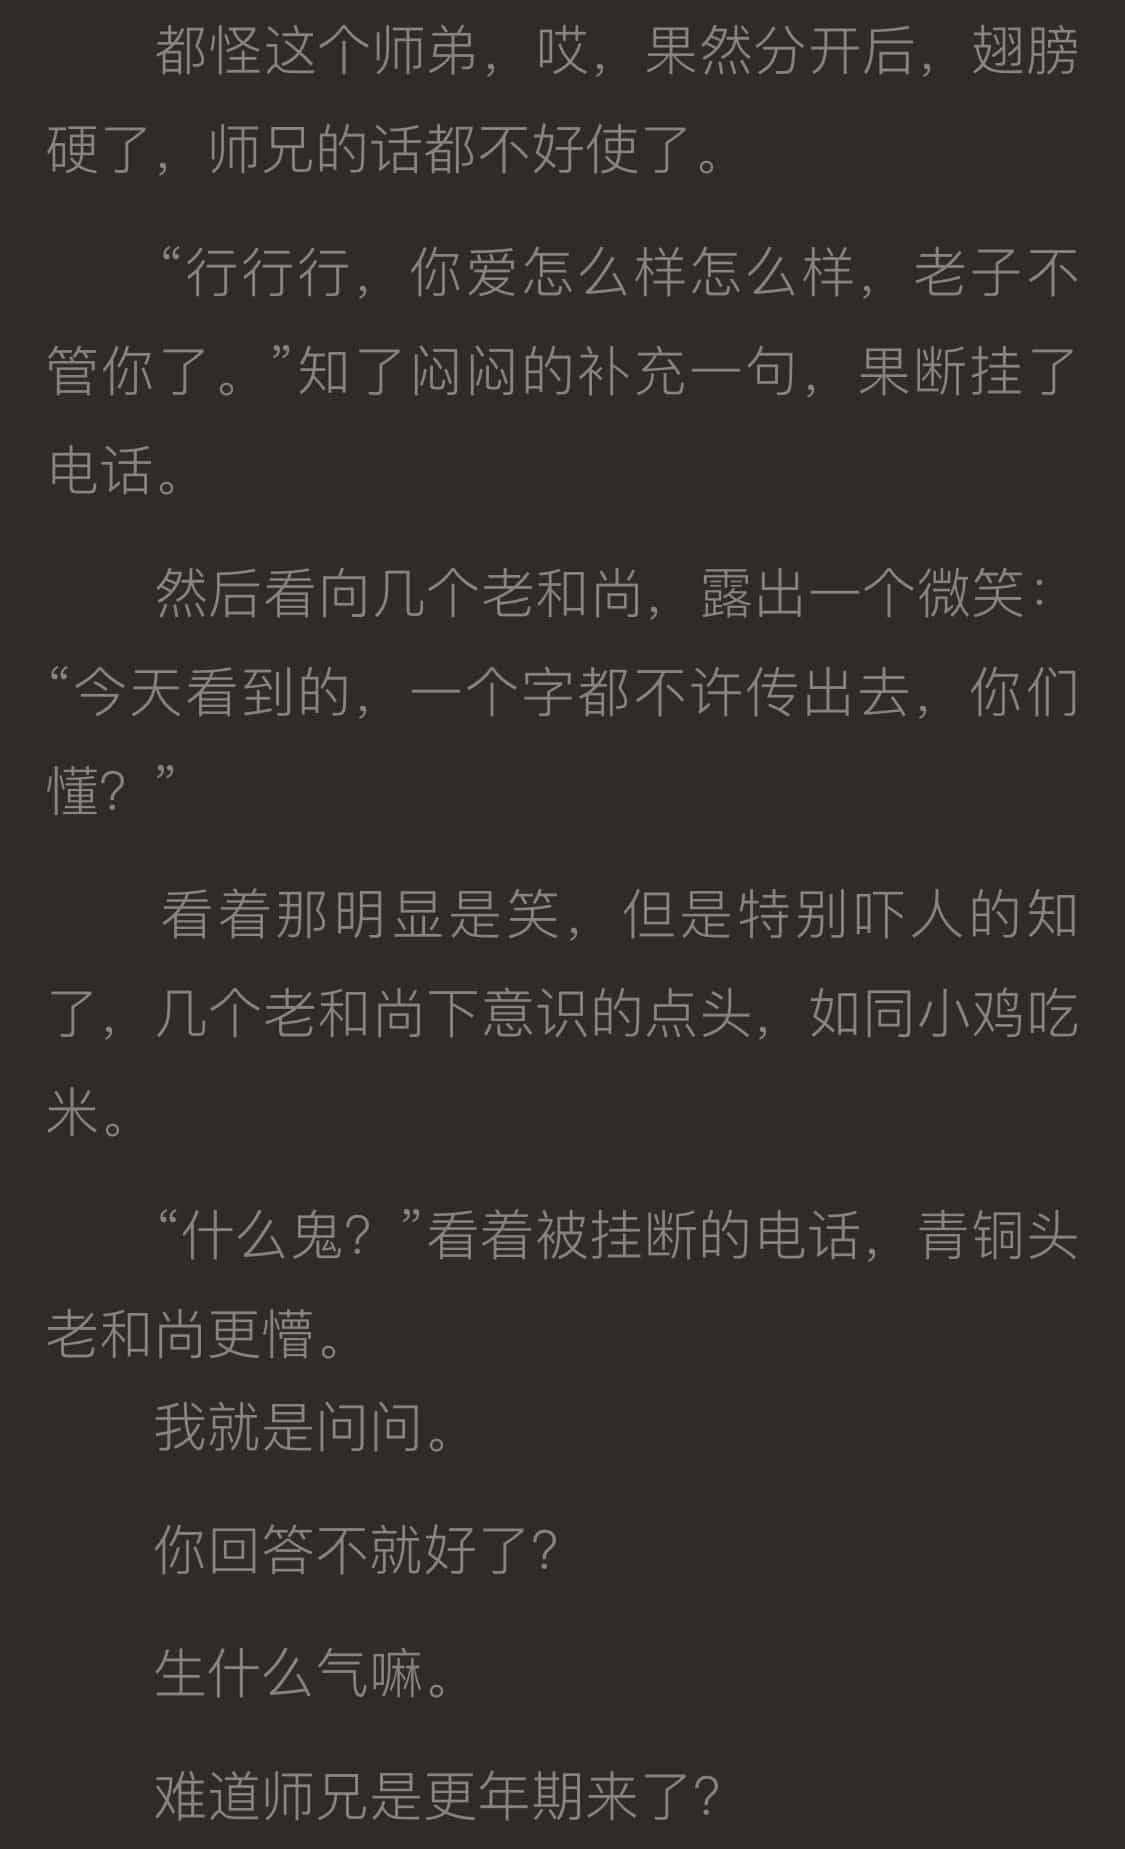 都怪这个师弟，哎，果然分开后，翅膀
硬了，师兄的话都不好使了。
“行行行，你爱怎么样怎么样，老子不
管你了。”知了闷闷的补充一句，果断挂了
电话。
然后看向几个老和尚，露出一个微笑：
“今天看到的，一个字都不许传出去，你们
懂？”
看着那明显是笑，但是特别吓人的知
了，几个老和尚下意识的点头，如同小鸡吃
米。
“什么鬼？”看着被挂断的电话，青铜头
老和尚更懵。
我就是问问。
你回答不就好了？
生什么气嘛。
难道师兄是更年期来了？